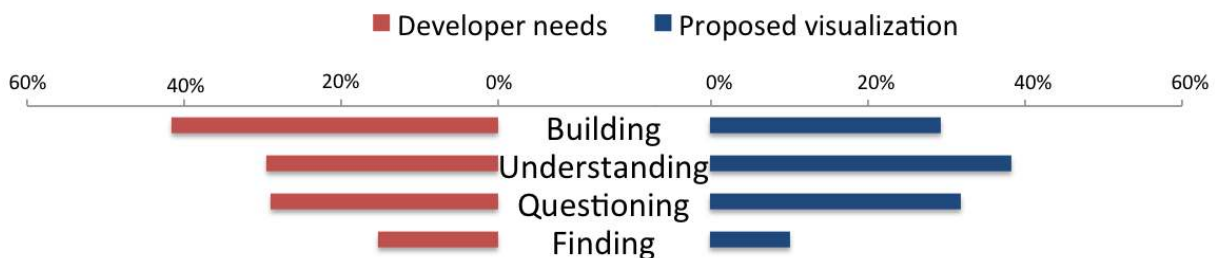 Developer needs Proposed visualization
60% 40% 20% 0% 0% 20% 40% 60%
Building
Understanding
Questioning
Finding